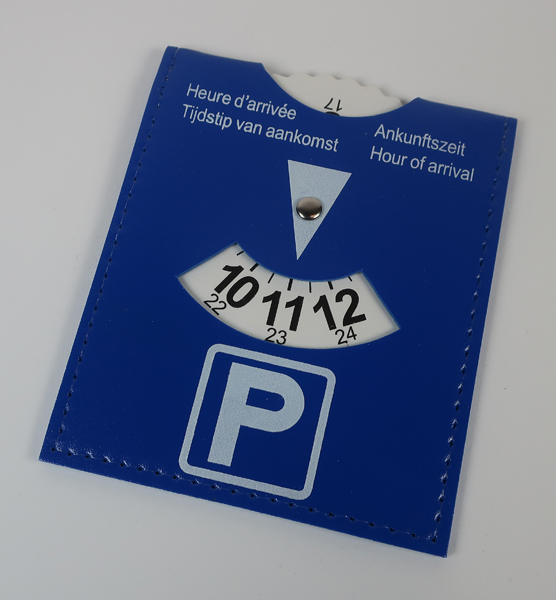 17
Heure d'arrivée
Tijdstip van aankomst
Ankunftszeit
Hour of arrival
10 11 12
22 23 24
P